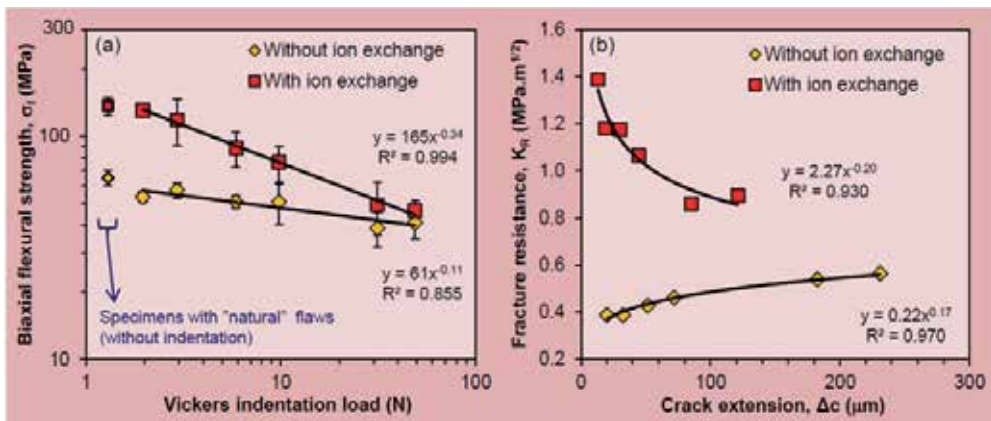 (a)
Without ion exchange
With ion exchange
y = 165x^-0.34
R² = 0.994
y = 61x^-0.11
R² = 0.855
Specimens with "natural" flaws
(without indentation)
Biaxial flexural strength, σf (MPa)
300
100
10
1
10
100
Vickers indentation load (N)
(b)
Without ion exchange
With ion exchange
y = 2.27x^-0.20
R² = 0.930
y = 0.22x^0.17
R² = 0.970
Fracture resistance, K_R (MPa.m^1/2)
1.6
1.4
1.2
1.0
0.8
0.6
0.4
0.2
0
100
200
300
Crack extension, Δc (μm)